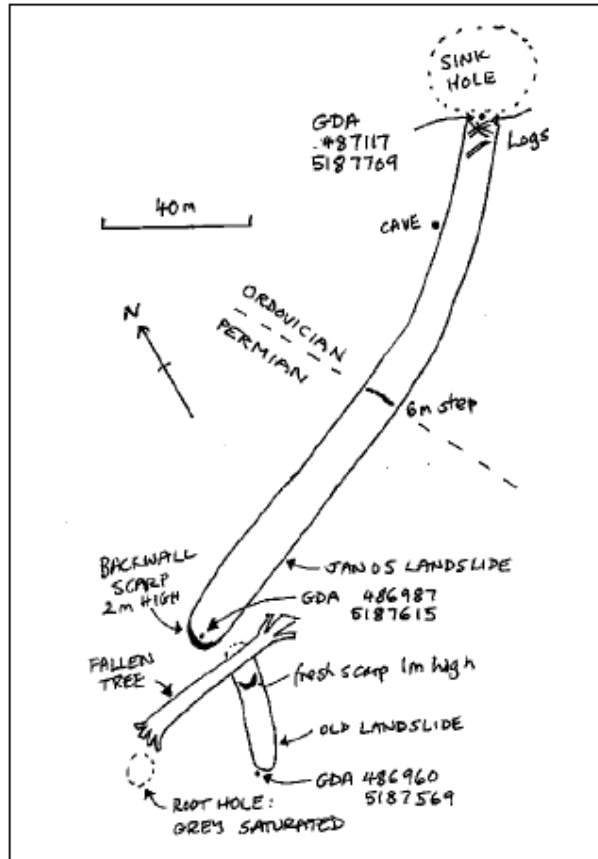 SINK
HOLE
GDA
487117
5187709
Logs
40m
CAVE
N
ORDOVICIAN
PERMIAN
6m step
BACKWALL
SCARP
2m HIGH
JAN 05 LANDSLIDE
GDA 486987
5187615
FALLEN
TREE
fresh scarp 1m high
OLD LANDSLIDE
GDA 486960
5187569
ROOT HOLE:
GREY SATURATED